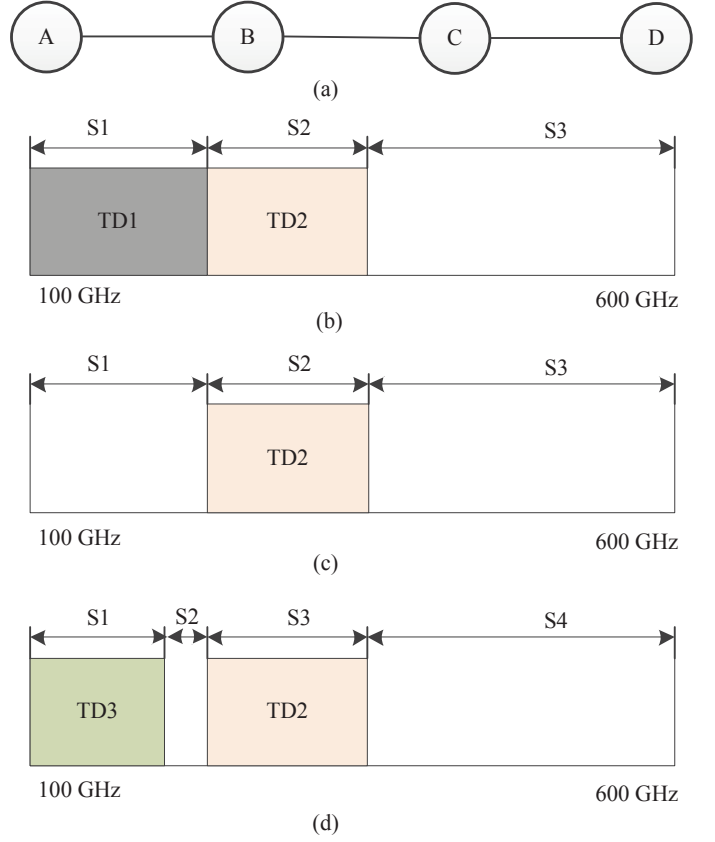 A B C D
(a)
S1 S2 S3
TD1 TD2
100 GHz 600 GHz
(b)
S1 S2 S3
TD2
100 GHz 600 GHz
(c)
S1 S2 S3 S4
TD3 TD2
100 GHz 600 GHz
(d)